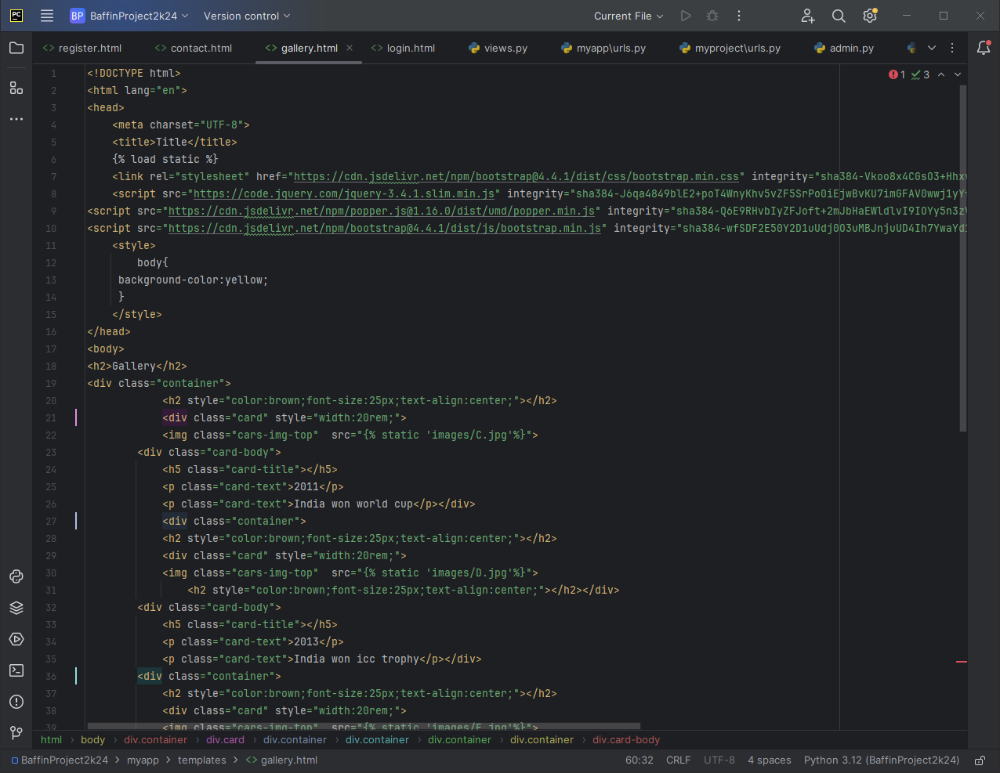 PC BP BaffinProject2k24 Version control Current File
register.html contact.html gallery.html login.html views.py myapp\urls.py myproject\urls.py admin.py
1 3
1 <!DOCTYPE html>
2 <html lang="en">
3 <head>
4 <meta charset="UTF-8">
5 <title>Title</title>
6 {% load static %}
7 <link rel="stylesheet" href="https://cdn.jsdelivr.net/npm/bootstrap@4.4.1/dist/css/bootstrap.min.css" integrity="sha384-Vkoo8x4CGsO3+Hhxv
8 <script src="https://code.jquery.com/jquery-3.4.1.slim.min.js" integrity="sha384-J6qa4849blE2+poT4WnyKhv5vZF5SrPo0iEjwBvKU7imGFAV0wwj1yY
9 <script src="https://cdn.jsdelivr.net/npm/popper.js@1.16.0/dist/umd/popper.min.js" integrity="sha384-Q6E9RHvbIyZFJoft+2mJbHaEWldlvI9IOYy5n3z
10 <script src="https://cdn.jsdelivr.net/npm/bootstrap@4.4.1/dist/js/bootstrap.min.js" integrity="sha384-wfSDF2E50Y2D1uUdj0O3uMBJnjuUD4Ih7YwaYd
11 <style>
12 body{
13 background-color:yellow;
14 }
15 </style>
16 </head>
17 <body>
18 <h2>Gallery</h2>
19 <div class="container">
20 <h2 style="color:brown;font-size:25px;text-align:center;"></h2>
21 <div class="card" style="width:20rem;">
22 <img class="cars-img-top"  src="{% static 'images/C.jpg'%}">
23 <div class="card-body">
24 <h5 class="card-title"></h5>
25 <p class="card-text">2011</p>
26 <p class="card-text">India won world cup</p></div>
27 <div class="container">
28 <h2 style="color:brown;font-size:25px;text-align:center;"></h2>
29 <div class="card" style="width:20rem;">
30 <img class="cars-img-top"  src="{% static 'images/D.jpg'%}">
31 <h2 style="color:brown;font-size:25px;text-align:center;"></h2></div>
32 <div class="card-body">
33 <h5 class="card-title"></h5>
34 <p class="card-text">2013</p>
35 <p class="card-text">India won icc trophy</p></div>
36 <div class="container">
37 <h2 style="color:brown;font-size:25px;text-align:center;"></h2>
38 <div class="card" style="width:20rem;">
39 <img class="cars-img-top"  src="{% static 'images/E.jpg'%}">
html body div.container div.card div.container div.container div.container div.container div.card-body
BaffinProject2k24 myapp templates gallery.html 60:32 CRLF UTF-8 4 spaces Python 3.12 (BaffinProject2k24)